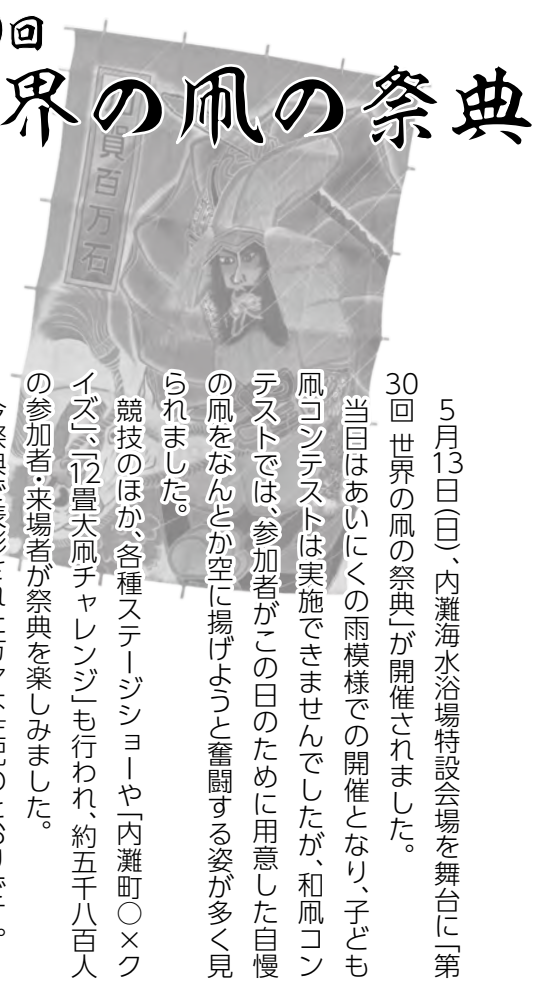 回
界の凧の祭典
賀百万石
　5月13日(日)、内灘海水浴場特設会場を舞台に「第
30回 世界の凧の祭典」が開催されました。
　当日はあいにくの雨模様での開催となり、子ども
凧コンテストは実施できませんでしたが、和凧コン
テストでは、参加者がこの日のために用意した自慢
の凧をなんとか空に揚げようと奮闘する姿が多く見
られました。
　競技のほか、各種ステージショーや「内灘町○×ク
イズ」、「12畳大凧チャレンジ」も行われ、約五千八百人
の参加者・来場者が祭典を楽しみました。